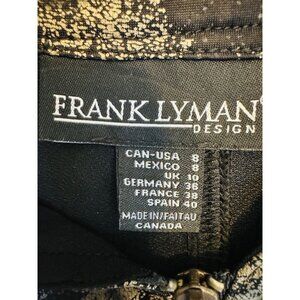 FRANK LYMAN
DESIGN
CAN-USA 8
MEXICO 8
UK 10
GERMANY 36
FRANCE 38
SPAIN 40
MADE IN/FAIT AU
CANADA